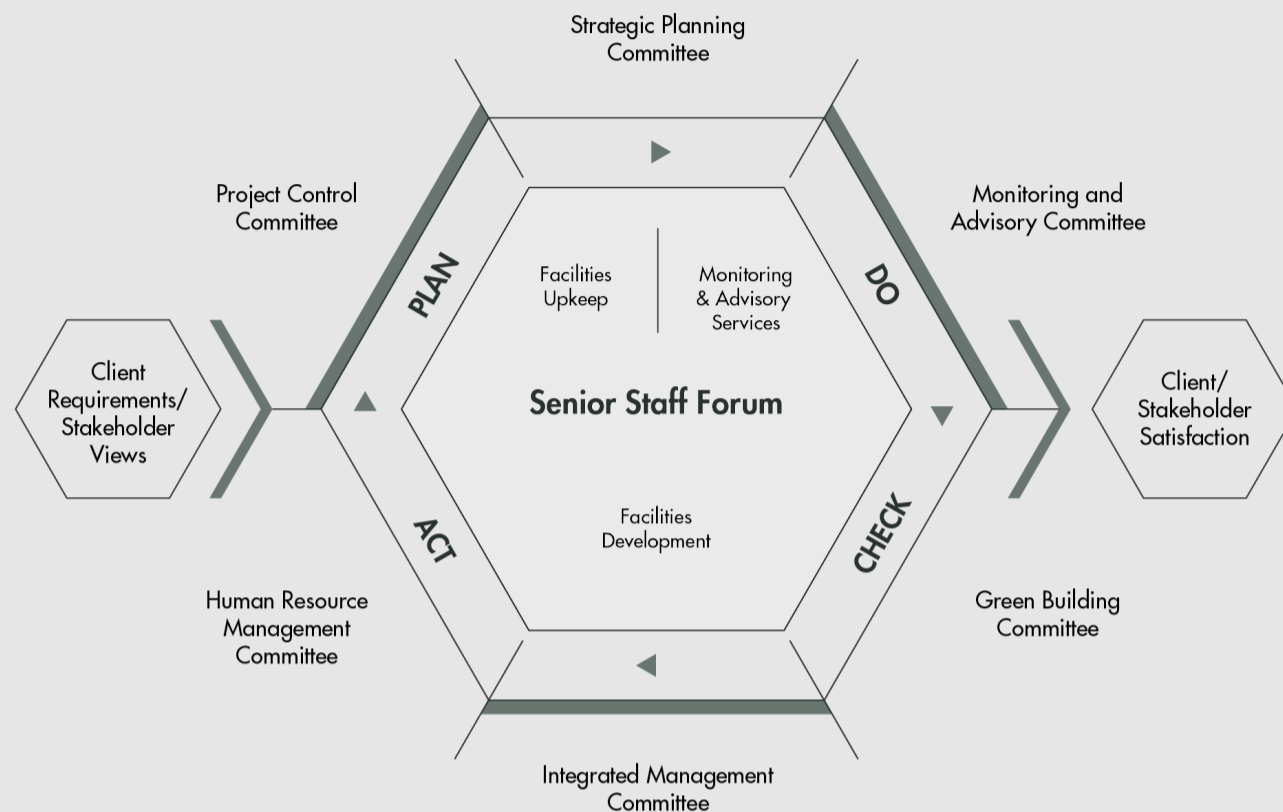 Strategic Planning
Committee
Project Control
Committee
Monitoring and
Advisory Committee
PLAN
DO
Facilities
Upkeep
Monitoring
& Advisory
Services
Client
Requirements/
Stakeholder
Views
Senior Staff Forum
Client/
Stakeholder
Satisfaction
ACT
CHECK
Facilities
Development
Human Resource
Management
Committee
Green Building
Committee
Integrated Management
Committee